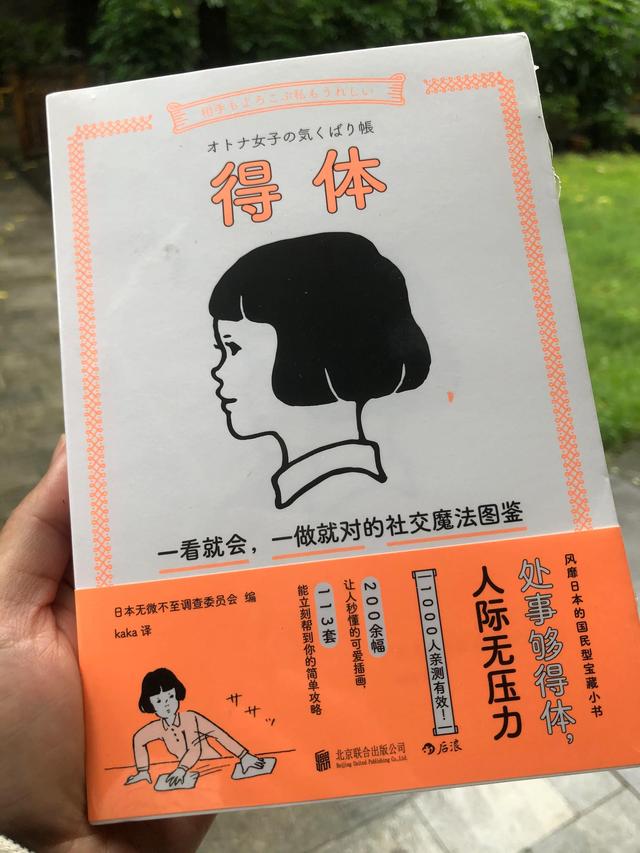 相手もよろこぶ私もうれしい
オトナ女子の気くばり帳
得体
一看就会，一做就对的社交魔法图鉴
风靡日本的国民型宝藏小书
处事够得体，
人际无压力
11000人亲测有效！
200余幅
让人秒懂的可爱插画，
113套
能立刻帮到你的简单攻略
日本无微不至调查委员会 编
kaka 译
ササッ
北京联合出版公司
Beijing United Publishing Co.,Ltd.
后浪